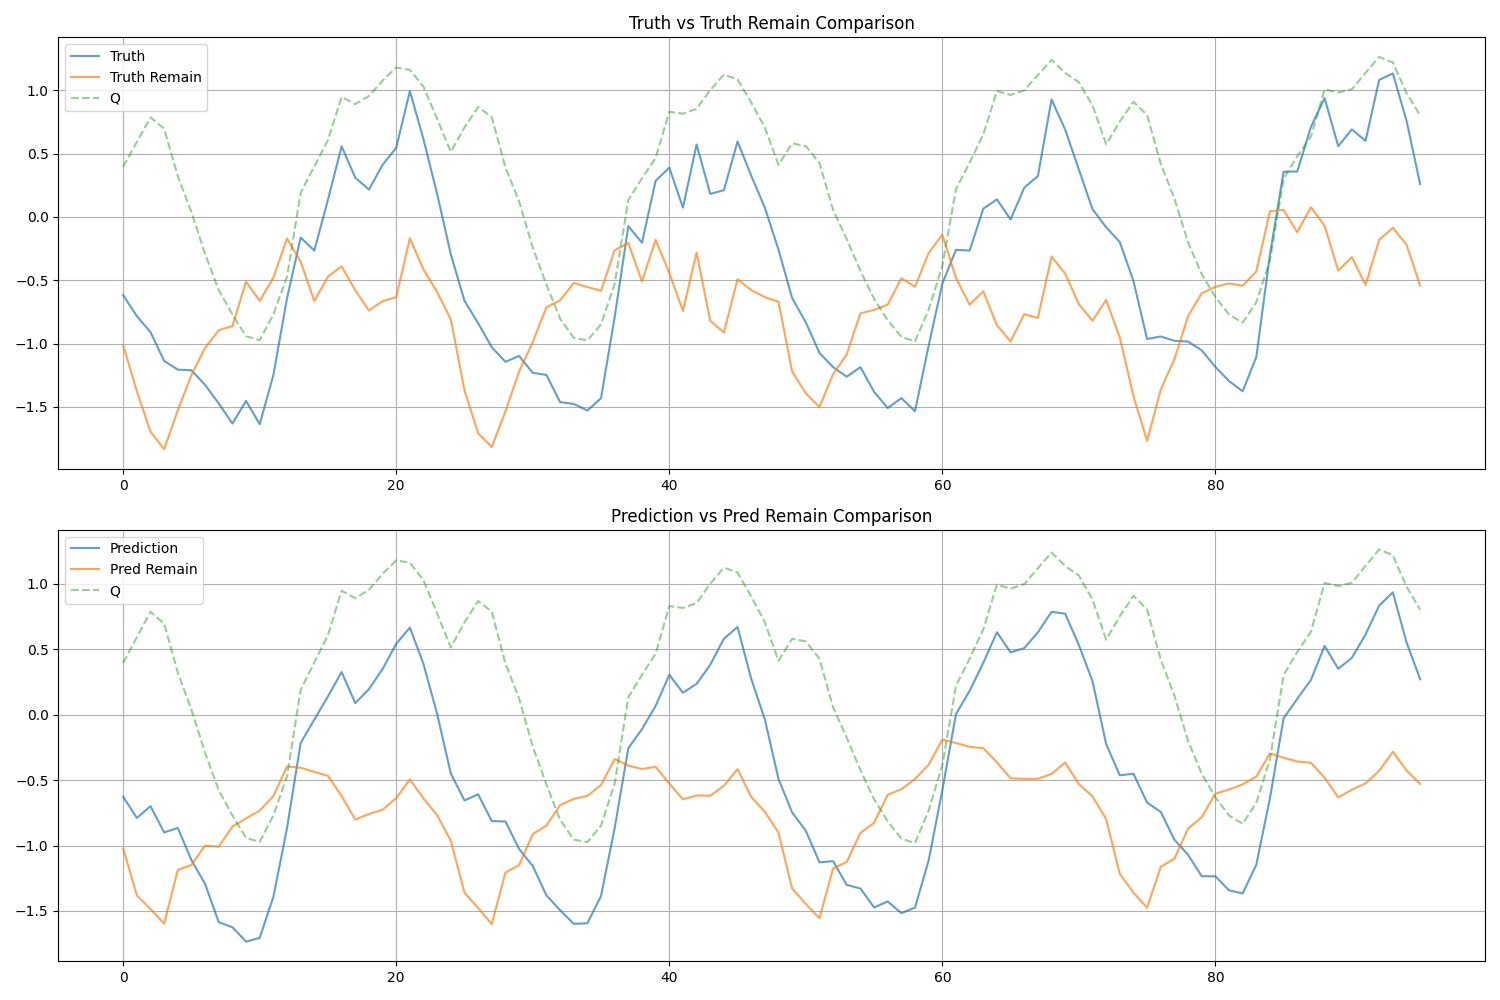 Truth vs Truth Remain Comparison
Truth
Truth Remain
Q
1.0
0.5
0.0
−0.5
−1.0
−1.5
0 20 40 60 80
Prediction vs Pred Remain Comparison
Prediction
Pred Remain
Q
1.0
0.5
0.0
−0.5
−1.0
−1.5
0 20 40 60 80